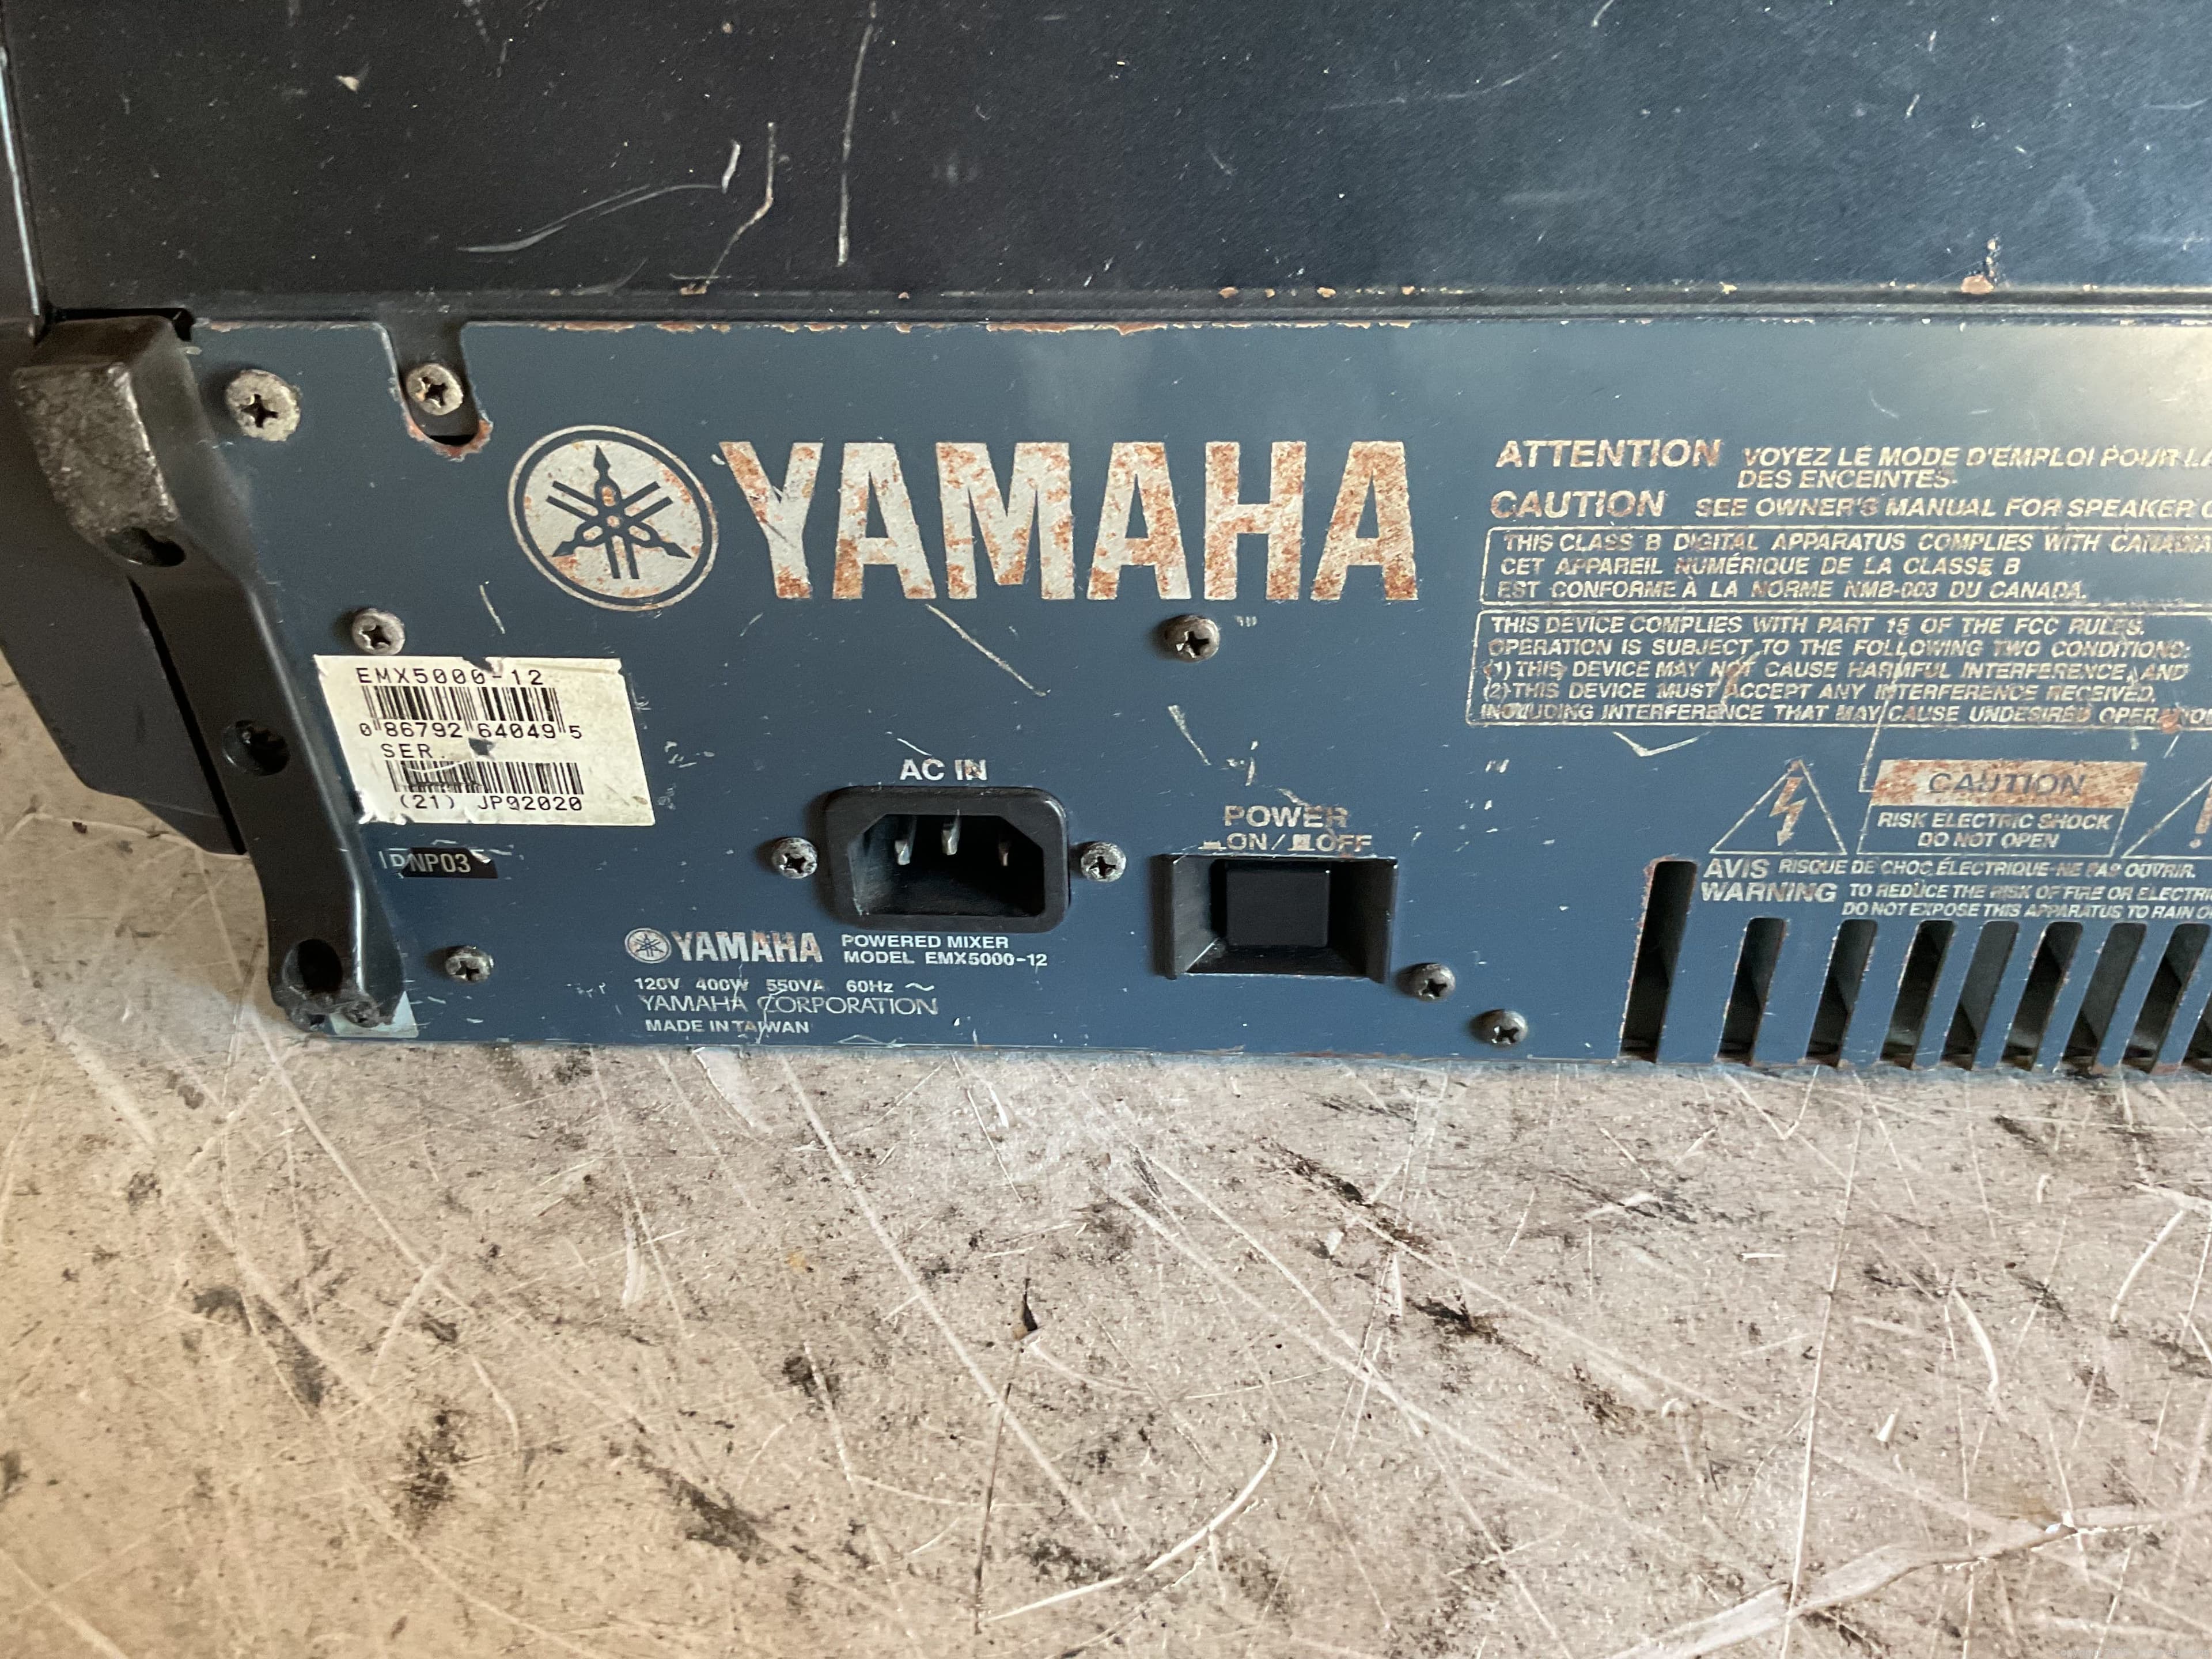 YAMAHA
ATTENTION VOYEZ LE MODE D'EMPLOI POUR LA
DES ENCEINTES.
CAUTION SEE OWNER'S MANUAL FOR SPEAKER
THIS CLASS B DIGITAL APPARATUS COMPLIES WITH CANADIA
CET APPAREIL NUMÉRIQUE DE LA CLASSE B
EST CONFORME À LA NORME NMB-003 DU CANADA.
THIS DEVICE COMPLIES WITH PART 15 OF THE FCC RULES.
OPERATION IS SUBJECT TO THE FOLLOWING TWO CONDITIONS:
(1) THIS DEVICE MAY NOT CAUSE HARMFUL INTERFERENCE, AND
(2) THIS DEVICE MUST ACCEPT ANY INTERFERENCE RECEIVED,
INCLUDING INTERFERENCE THAT MAY CAUSE UNDESIRED OPERATION
EMX5000-12
0 86792 64049 5
SER.
(21) JP92020
DNP03
AC IN
POWER
ON / OFF
CAUTION
RISK ELECTRIC SHOCK
DO NOT OPEN
AVIS RISQUE DE CHOC ÉLECTRIQUE-NE PAS OUVRIR.
WARNING TO REDUCE THE RISK OF FIRE OR ELECTRI
DO NOT EXPOSE THIS APPARATUS TO RAIN O
YAMAHA POWERED MIXER
MODEL EMX5000-12
120V 400W 550VA 60Hz ~
YAMAHA CORPORATION
MADE IN TAIWAN